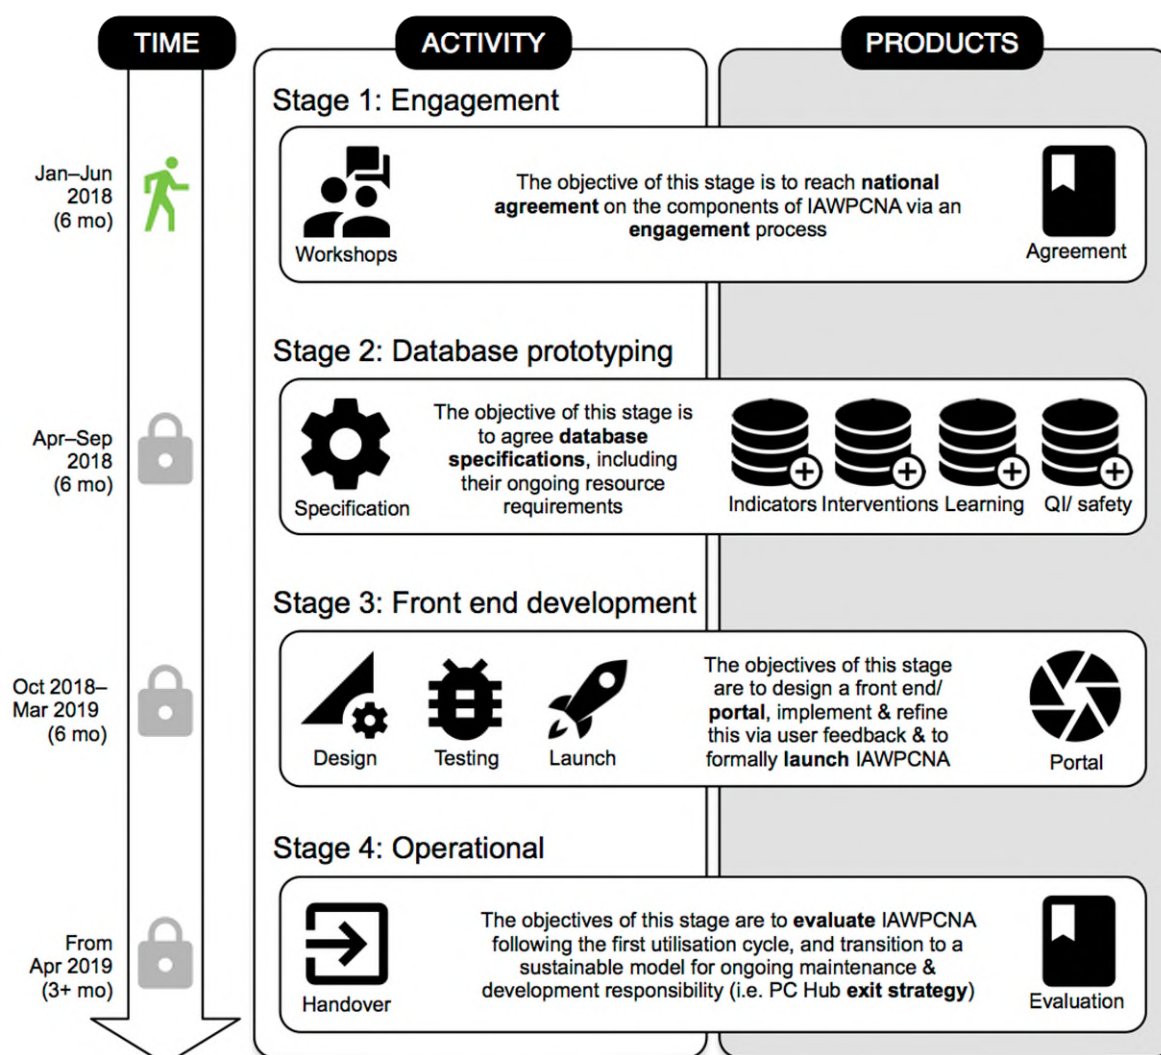 TIME
ACTIVITY
PRODUCTS
Stage 1: Engagement
Jan–Jun
2018
(6 mo)
Workshops
The objective of this stage is to reach national
agreement on the components of IAWPCNA via an
engagement process
Agreement
Stage 2: Database prototyping
Apr–Sep
2018
(6 mo)
Specification
The objective of this stage is
to agree database
specifications, including
their ongoing resource
requirements
Indicators
Interventions
Learning
QI/ safety
Stage 3: Front end development
Oct 2018–
Mar 2019
(6 mo)
Design
Testing
Launch
The objectives of this stage
are to design a front end/
portal, implement & refine
this via user feedback & to
formally launch IAWPCNA
Portal
Stage 4: Operational
From
Apr 2019
(3+ mo)
Handover
The objectives of this stage are to evaluate IAWPCNA
following the first utilisation cycle, and transition to a
sustainable model for ongoing maintenance &
development responsibility (i.e. PC Hub exit strategy)
Evaluation